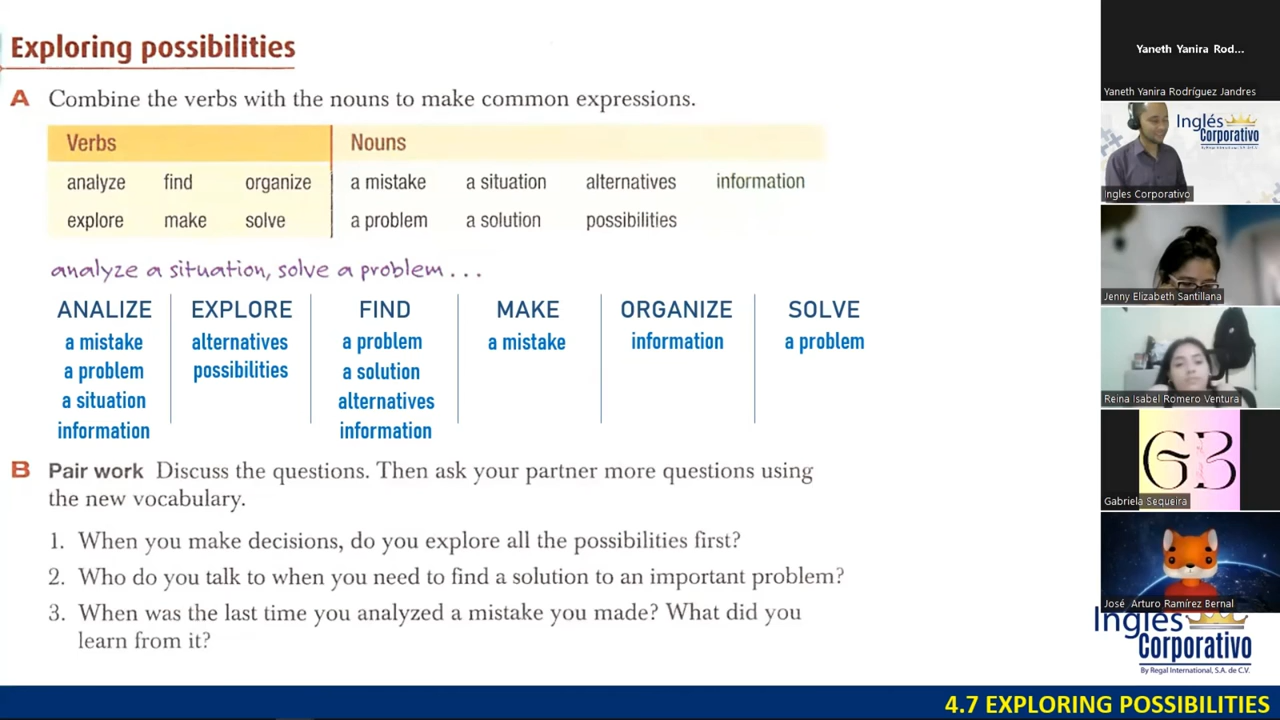 Exploring possibilities
A Combine the verbs with the nouns to make common expressions.
Verbs Nouns
analyze find organize a mistake a situation alternatives information
explore make solve a problem a solution possibilities
analyze a situation, solve a problem . . .
ANALIZE EXPLORE FIND MAKE ORGANIZE SOLVE
a mistake alternatives a problem a mistake information a problem
a problem possibilities a solution
a situation alternatives
information information
B Pair work Discuss the questions. Then ask your partner more questions using
the new vocabulary.
1. When you make decisions, do you explore all the possibilities first?
2. Who do you talk to when you need to find a solution to an important problem?
3. When was the last time you analyzed a mistake you made? What did you
learn from it?
Yaneth Yanira Rod...
Yaneth Yanira Rodríguez Jandres
Inglés
Corporativo
By Regal International, S.A. de C.V.
Ingles Corporativo
Jenny Elizabeth Santillana
Reina Isabel Romero Ventura
GB
Gabriela Sequeira
José Arturo Ramírez Bernal
Inglés
Corporativo
By Regal International, S.A. de C.V.
4.7 EXPLORING POSSIBILITIES